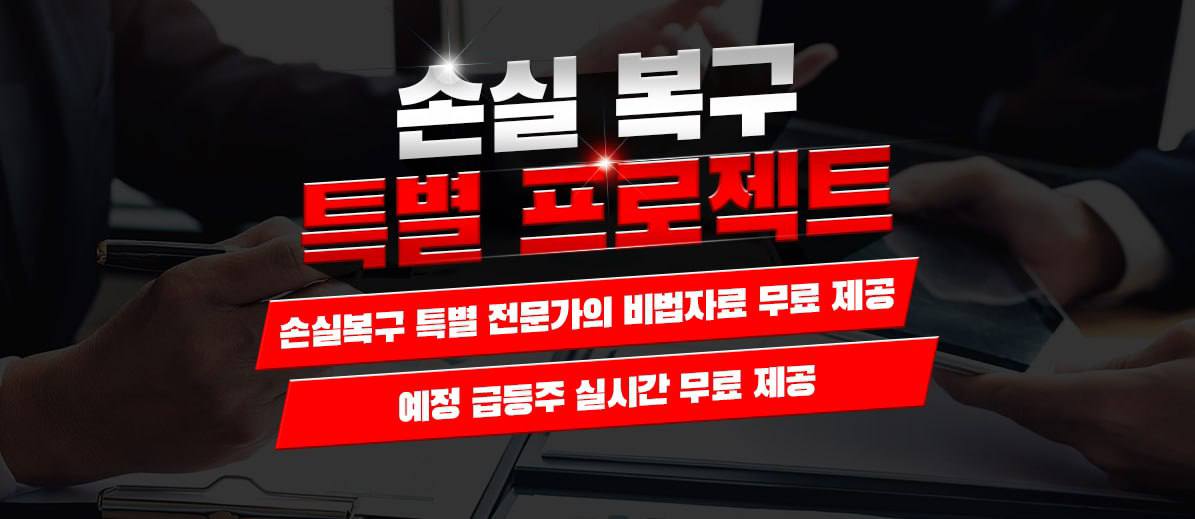 손실 복구
특별 프로젝트
손실복구 특별 전문가의 비법자료 무료 제공
예정 급등주 실시간 무료 제공